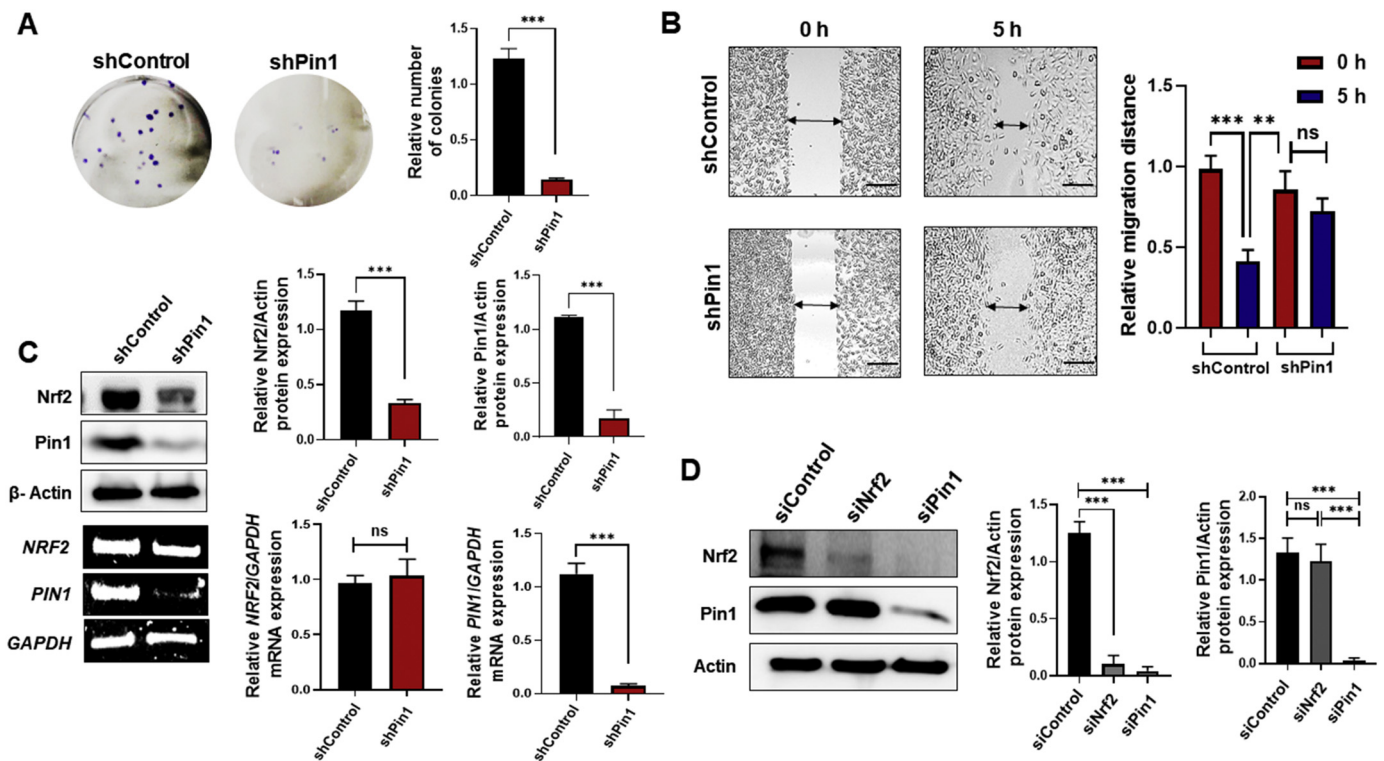 A
shControl
shPin1
Relative number
of colonies
1.5
1.0
0.5
0.0
***
shControl
shPin1
B
0 h
5 h
shControl
shPin1
0 h
5 h
Relative migration distance
1.5
1.0
0.5
0.0
***
**
ns
shControl
shPin1
C
shControl
shPin1
Nrf2
Pin1
β- Actin
NRF2
PIN1
GAPDH
Relative Nrf2/Actin
protein expression
1.5
1.0
0.5
0.0
***
shControl
shPin1
Relative Pin1/Actin
protein expression
1.5
1.0
0.5
0.0
***
shControl
shPin1
Relative NRF2/GAPDH
mRNA expression
1.5
1.0
0.5
0.0
ns
shControl
shPin1
Relative PIN1/GAPDH
mRNA expression
1.5
1.0
0.5
0.0
***
shControl
shPin1
D
siControl
siNrf2
siPin1
Nrf2
Pin1
Actin
Relative Nrf2/Actin
protein expression
1.5
1.0
0.5
0.0
***
***
siControl
siNrf2
siPin1
Relative Pin1/Actin
protein expression
2.0
1.5
1.0
0.5
0.0
***
ns
***
siControl
siNrf2
siPin1